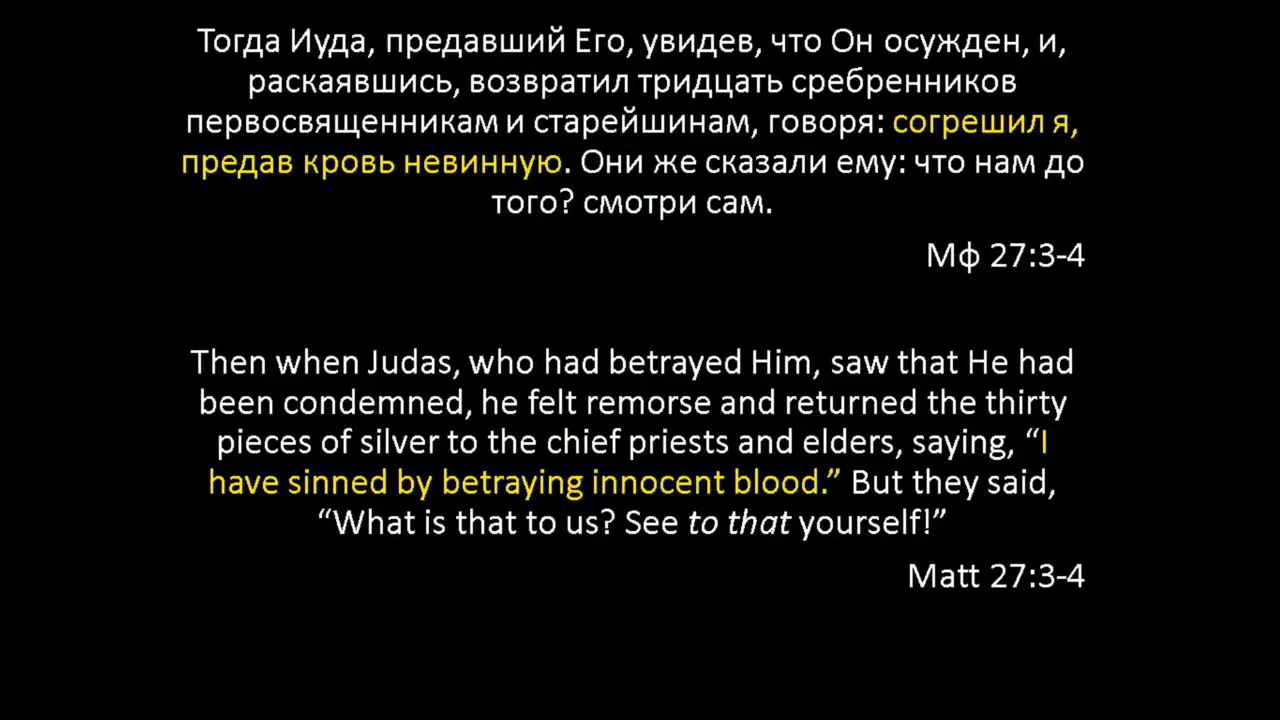 Тогда Иуда, предавший Его, увидев, что Он осужден, и,
раскаявшись, возвратил тридцать сребренников
первосвященникам и старейшинам, говоря: согрешил я,
предав кровь невинную. Они же сказали ему: что нам до
того? смотри сам.
Мф 27:3-4
Then when Judas, who had betrayed Him, saw that He had
been condemned, he felt remorse and returned the thirty
pieces of silver to the chief priests and elders, saying, “I
have sinned by betraying innocent blood.” But they said,
“What is that to us? See to that yourself!”
Matt 27:3-4